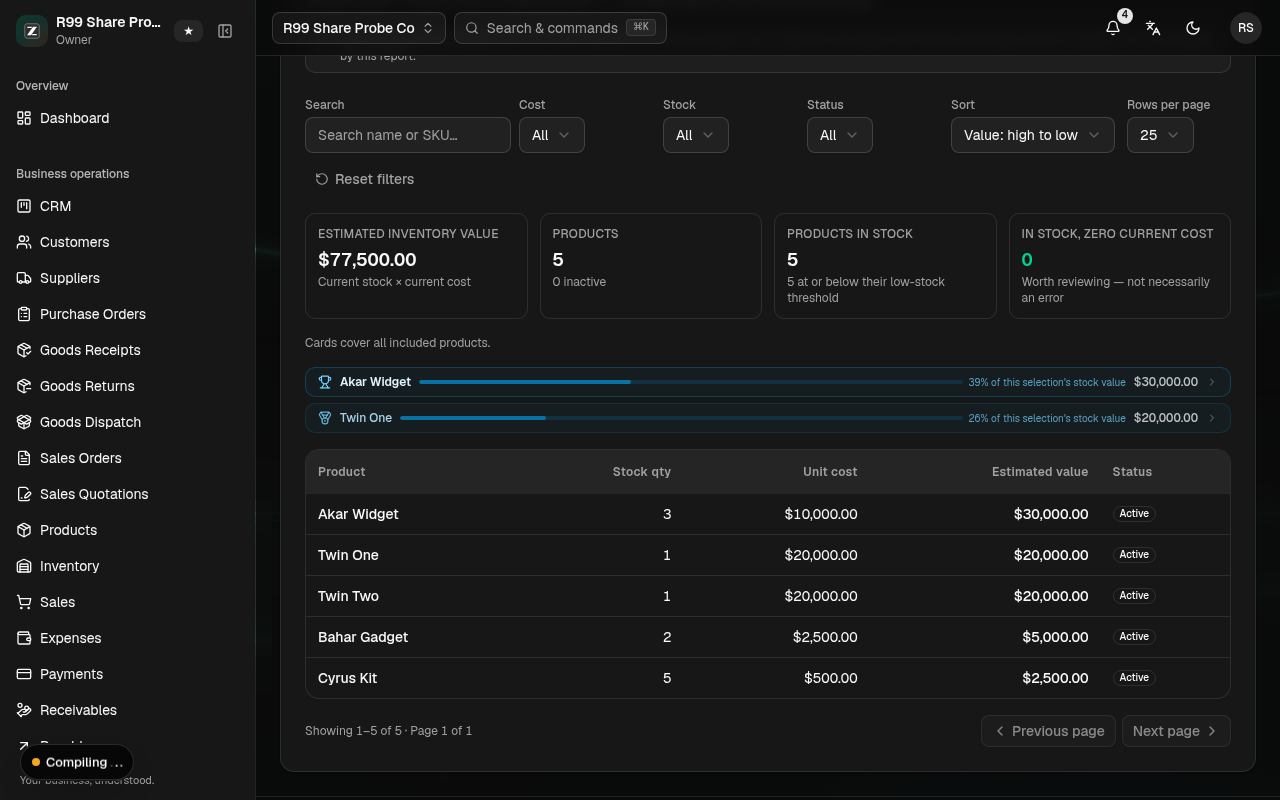 R99 Share Pro...
Owner
R99 Share Probe Co
Search & commands
⌘K
4
RS
Overview
Dashboard
Business operations
CRM
Customers
Suppliers
Purchase Orders
Goods Receipts
Goods Returns
Goods Dispatch
Sales Orders
Sales Quotations
Products
Inventory
Sales
Expenses
Payments
Receivables
Compiling ...
Your business, understood.
by this report.
Search
Cost
Stock
Status
Sort
Rows per page
Search name or SKU...
All
All
All
Value: high to low
25
Reset filters
ESTIMATED INVENTORY VALUE
$77,500.00
Current stock × current cost
PRODUCTS
5
0 inactive
PRODUCTS IN STOCK
5
5 at or below their low-stock
threshold
IN STOCK, ZERO CURRENT COST
0
Worth reviewing — not necessarily
an error
Cards cover all included products.
Akar Widget 39% of this selection's stock value $30,000.00
Twin One 26% of this selection's stock value $20,000.00
Product Stock qty Unit cost Estimated value Status
Akar Widget 3 $10,000.00 $30,000.00 Active
Twin One 1 $20,000.00 $20,000.00 Active
Twin Two 1 $20,000.00 $20,000.00 Active
Bahar Gadget 2 $2,500.00 $5,000.00 Active
Cyrus Kit 5 $500.00 $2,500.00 Active
Showing 1–5 of 5 · Page 1 of 1
Previous page
Next page